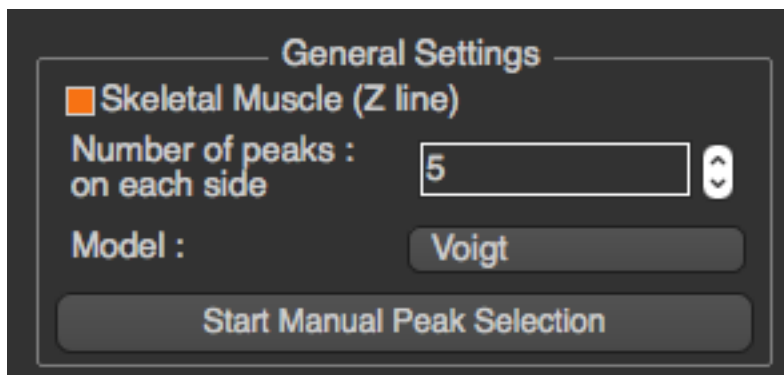 General Settings
Skeletal Muscle (Z line)
Number of peaks :
on each side
5
Model :
Voigt
Start Manual Peak Selection